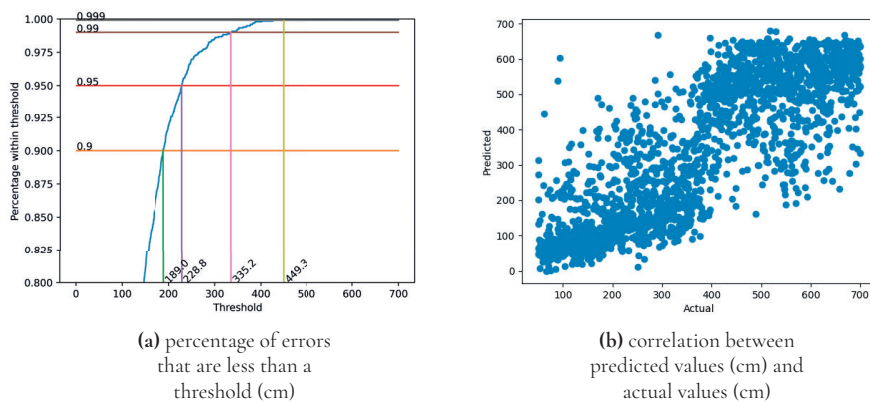 1.000
0.999
0.99
0.975
0.950
0.95
0.925
0.900
0.9
0.875
0.850
0.825
0.800
Percentage within threshold
189.0
228.8
335.2
449.3
0 100 200 300 400 500 600 700
Threshold
700
600
500
400
300
200
100
0
Predicted
100 200 300 400 500 600 700
Actual
(a) percentage of errors
that are less than a
threshold (cm)
(b) correlation between
predicted values (cm) and
actual values (cm)